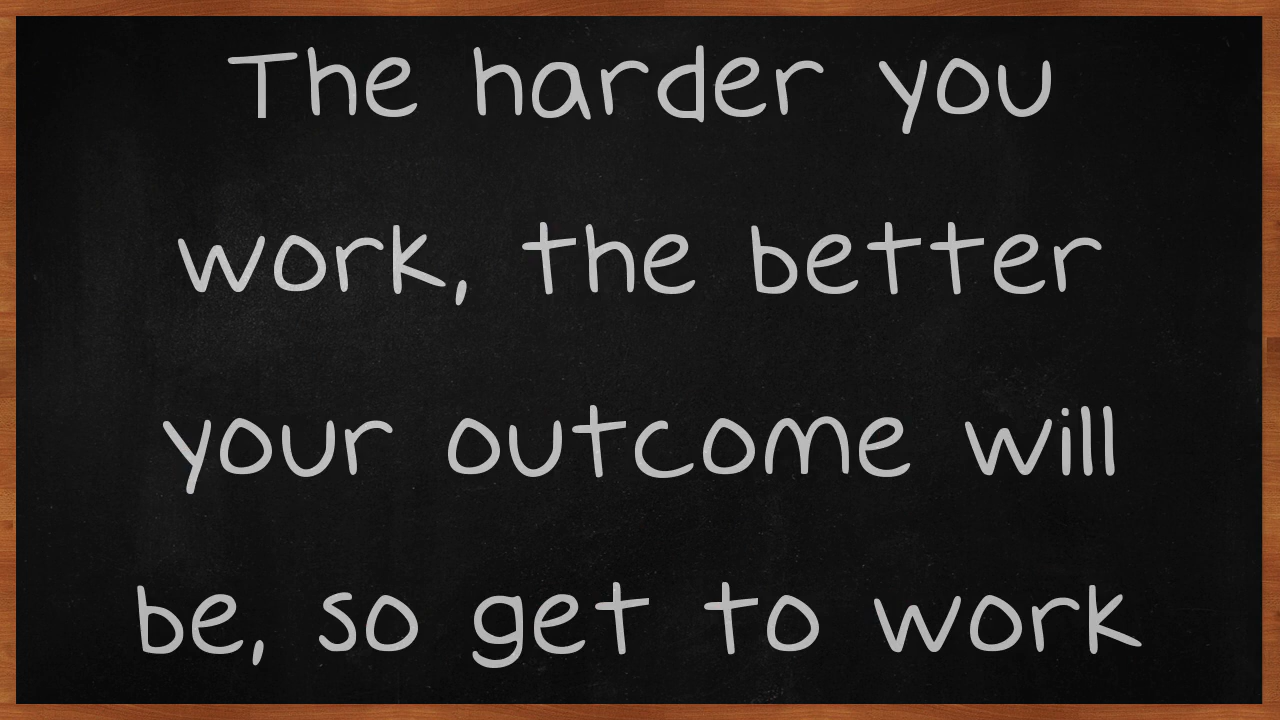 The harder you
work, the better
your outcome will
be, so get to work